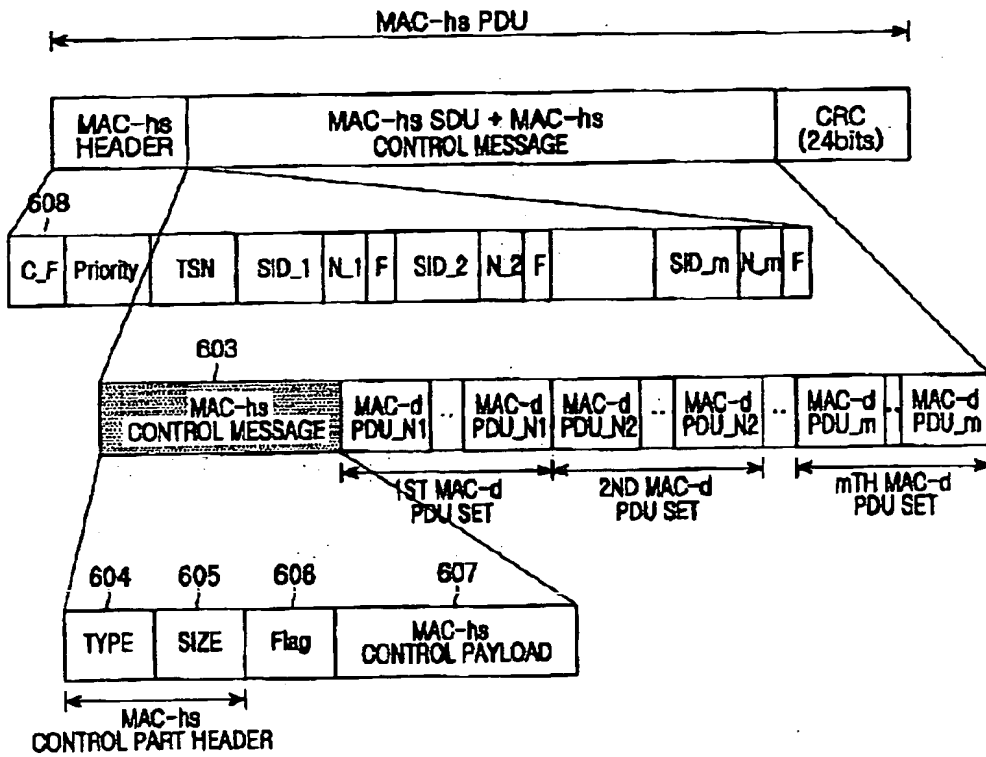 MAC-hs PDU
MAC-hs HEADER
MAC-hs SDU + MAC-hs CONTROL MESSAGE
CRC (24bits)
608
C_F Priority TSN SID_1 N_1 F SID_2 N_2 F SID_m N_m F
603
MAC-hs CONTROL MESSAGE
MAC-d PDU_N1
..
MAC-d PDU_N1
MAC-d PDU_N2
..
MAC-d PDU_N2
..
MAC-d PDU_m
..
MAC-d PDU_m
1ST MAC-d PDU SET
2ND MAC-d PDU SET
mTH MAC-d PDU SET
604 605 606 607
TYPE SIZE Flag
MAC-hs CONTROL PAYLOAD
MAC-hs CONTROL PART HEADER